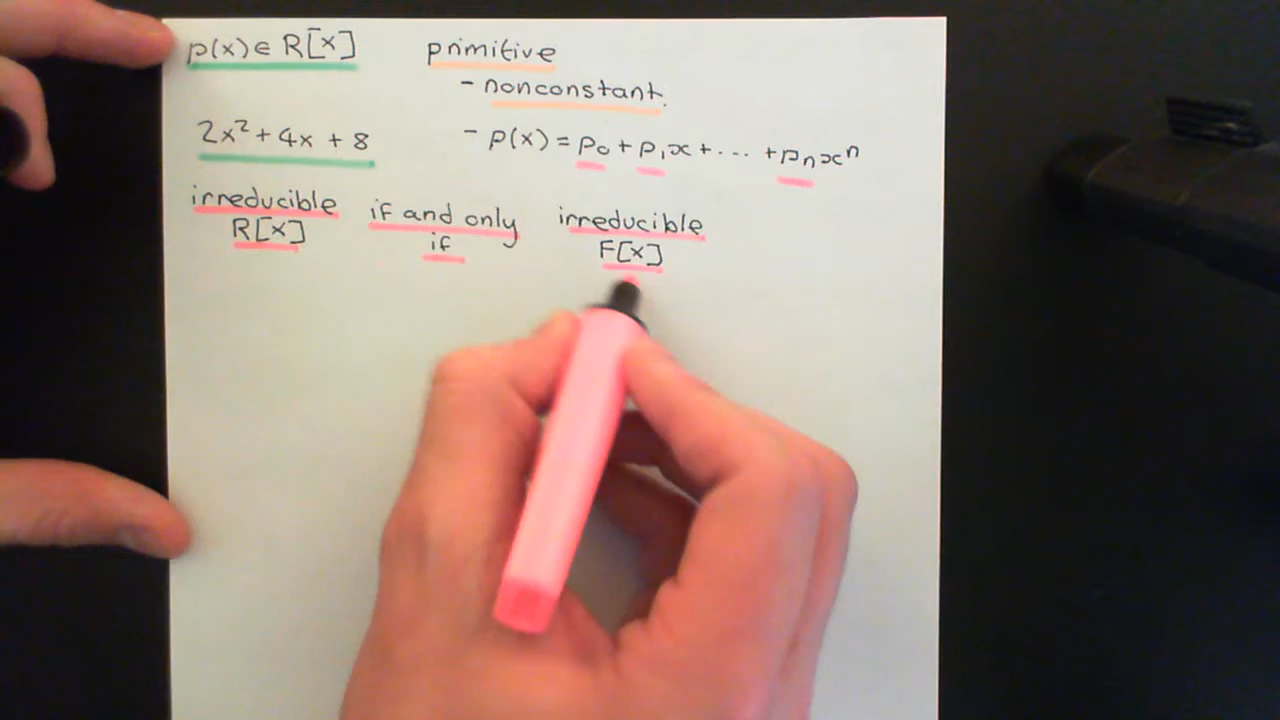 p(x) ∈ R[x] primitive
- nonconstant.
2x² + 4x + 8 - p(x) = p₀ + p₁x + ... + pₙxⁿ
irreducible if and only irreducible
R[x] if F[x]